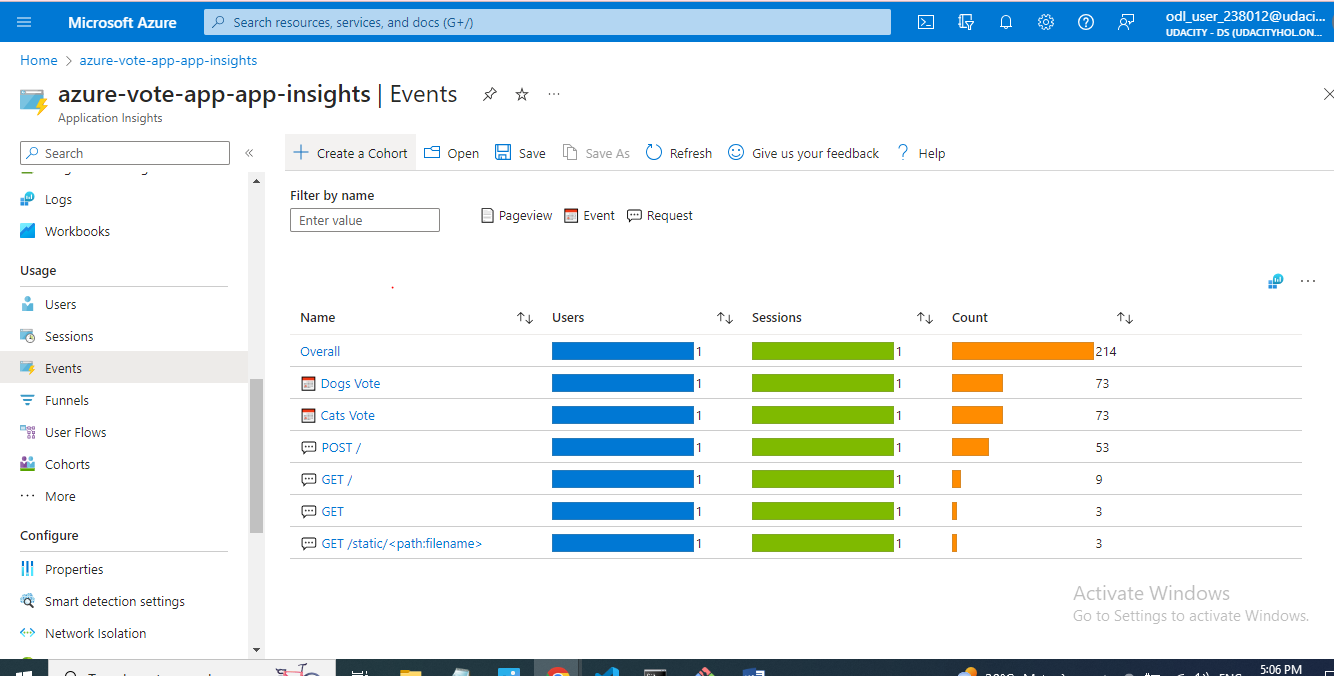 Microsoft Azure
Search resources, services, and docs (G+/)
odl_user_238012@udaci...
UDACITY - DS (UDACITYHOL.ON...
Home > azure-vote-app-app-insights
azure-vote-app-app-insights | Events
Application Insights
Search
Create a Cohort
Open
Save
Save As
Refresh
Give us your feedback
Help
Logs
Workbooks
Usage
Users
Sessions
Events
Funnels
User Flows
Cohorts
More
Configure
Properties
Smart detection settings
Network Isolation
Filter by name
Enter value
Pageview Event Request
Name Users Sessions Count
Overall 1 1 214
Dogs Vote 1 1 73
Cats Vote 1 1 73
POST / 1 1 53
GET / 1 1 9
GET 1 1 3
GET /static/<path:filename> 1 1 3
Activate Windows
Go to Settings to activate Windows.
5:06 PM